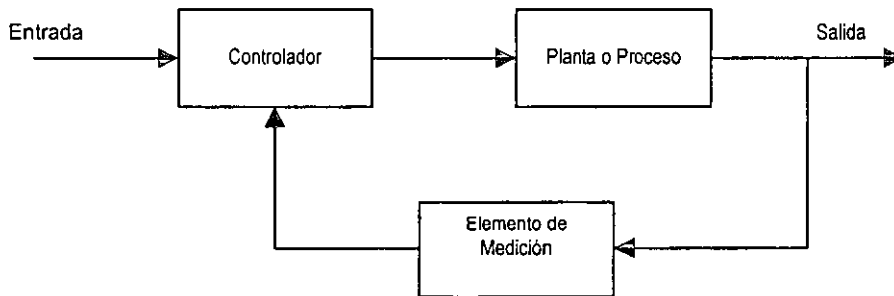 Entrada
Controlador
Planta o Proceso
Salida
Elemento de
Medición